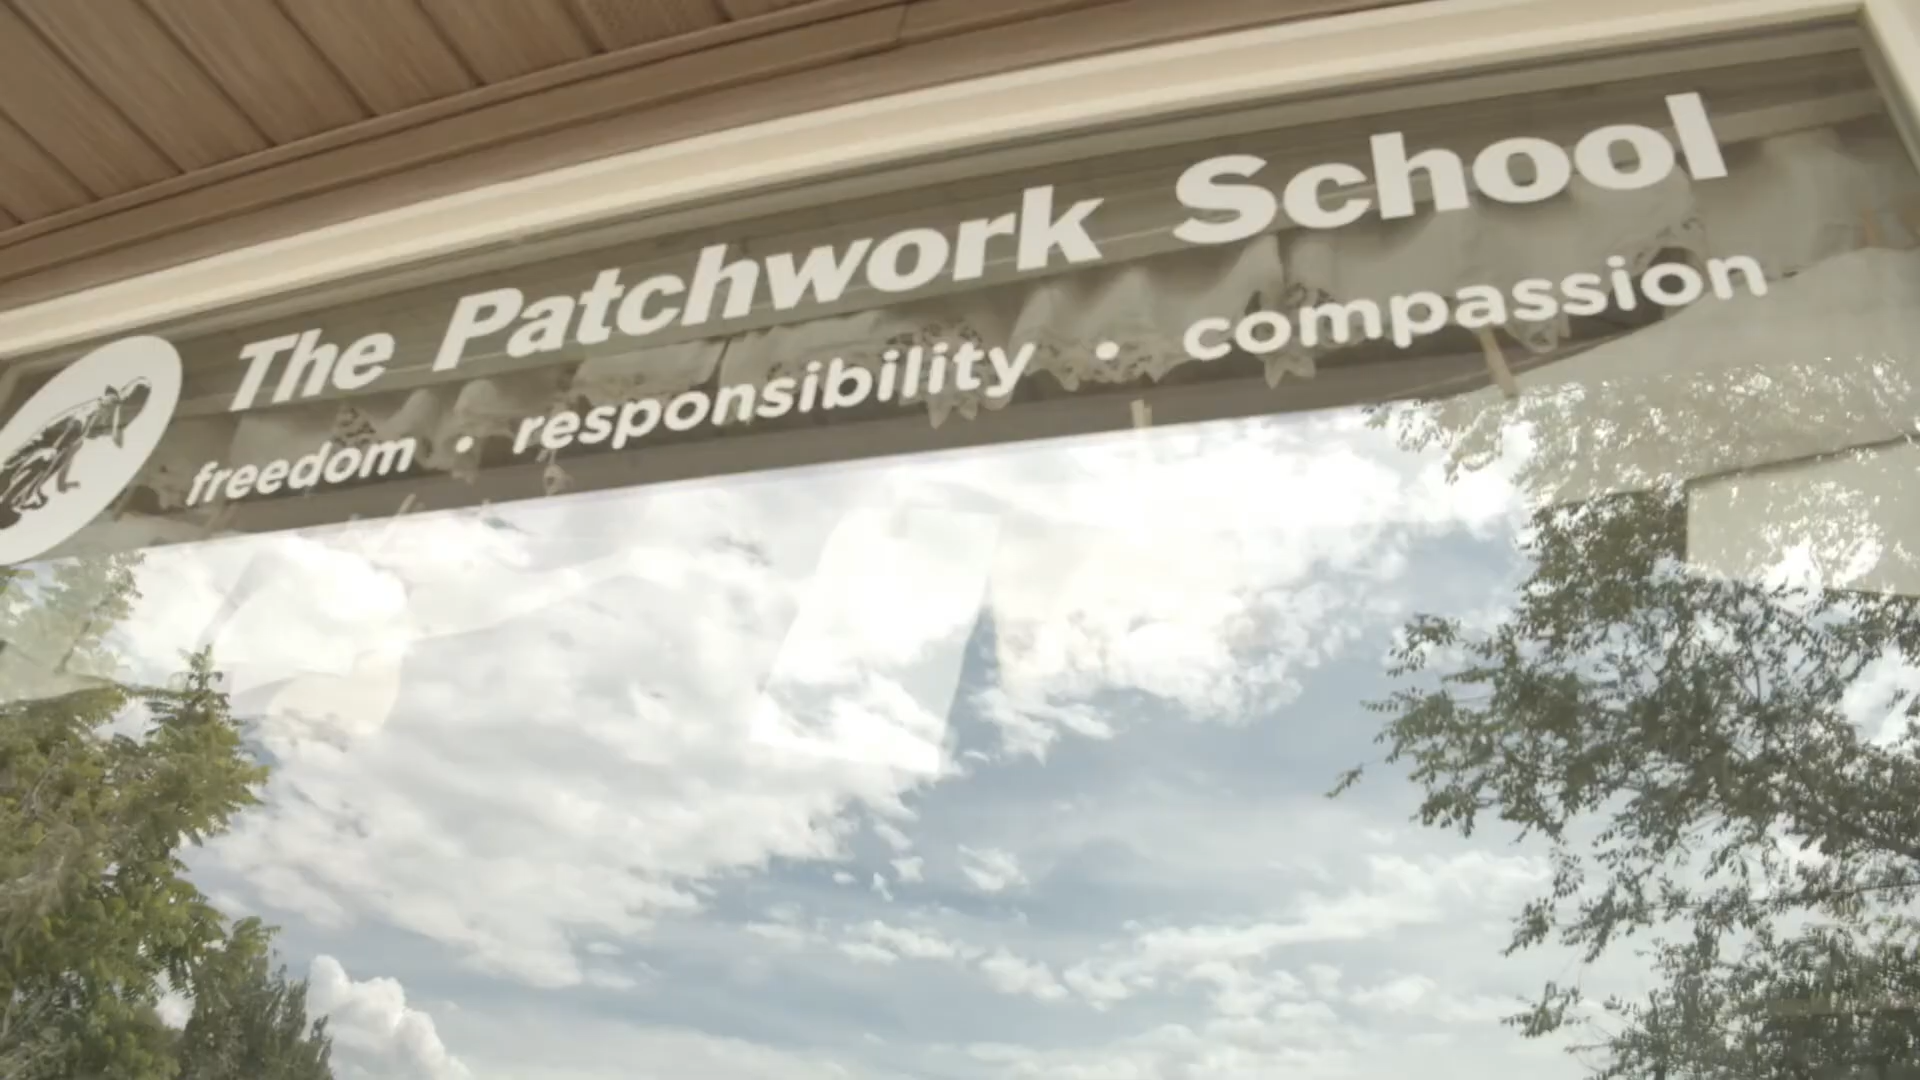 The Patchwork School
freedom • responsibility • compassion